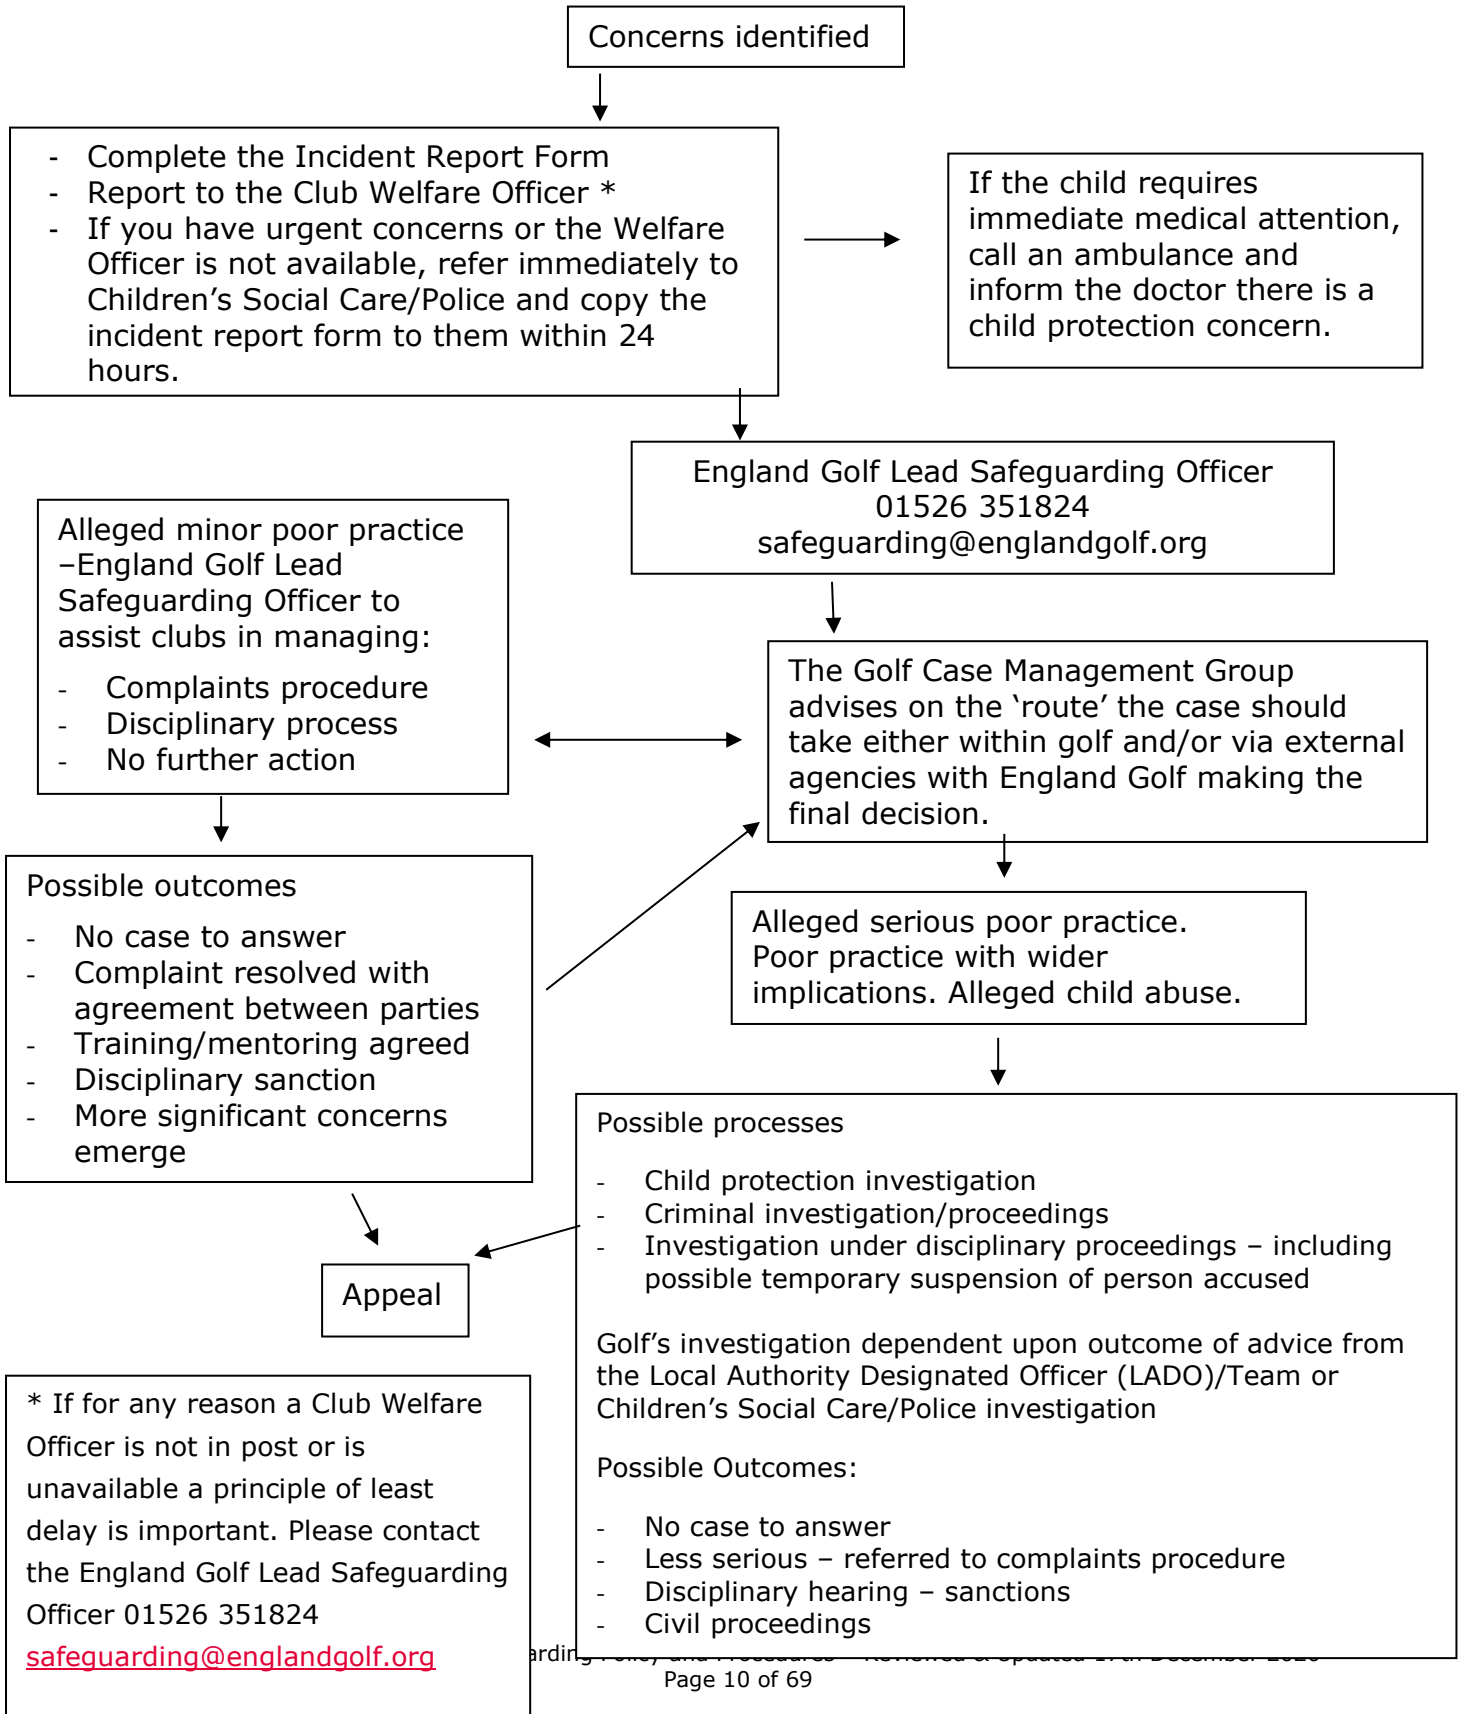 Concerns identified
- Complete the Incident Report Form
- Report to the Club Welfare Officer *
- If you have urgent concerns or the Welfare
Officer is not available, refer immediately to
Children’s Social Care/Police and copy the
incident report form to them within 24
hours.
If the child requires
immediate medical attention,
call an ambulance and
inform the doctor there is a
child protection concern.
England Golf Lead Safeguarding Officer
01526 351824
safeguarding@englandgolf.org
Alleged minor poor practice
–England Golf Lead
Safeguarding Officer to
assist clubs in managing:
- Complaints procedure
- Disciplinary process
- No further action
The Golf Case Management Group
advises on the ‘route’ the case should
take either within golf and/or via external
agencies with England Golf making the
final decision.
Possible outcomes
- No case to answer
- Complaint resolved with
agreement between parties
- Training/mentoring agreed
- Disciplinary sanction
- More significant concerns
emerge
Alleged serious poor practice.
Poor practice with wider
implications. Alleged child abuse.
Possible processes
- Child protection investigation
- Criminal investigation/proceedings
- Investigation under disciplinary proceedings – including
possible temporary suspension of person accused
Golf’s investigation dependent upon outcome of advice from
the Local Authority Designated Officer (LADO)/Team or
Children’s Social Care/Police investigation
Possible Outcomes:
- No case to answer
- Less serious – referred to complaints procedure
- Disciplinary hearing – sanctions
- Civil proceedings
Appeal
* If for any reason a Club Welfare
Officer is not in post or is
unavailable a principle of least
delay is important. Please contact
the England Golf Lead Safeguarding
Officer 01526 351824
safeguarding@englandgolf.org
Page 10 of 69